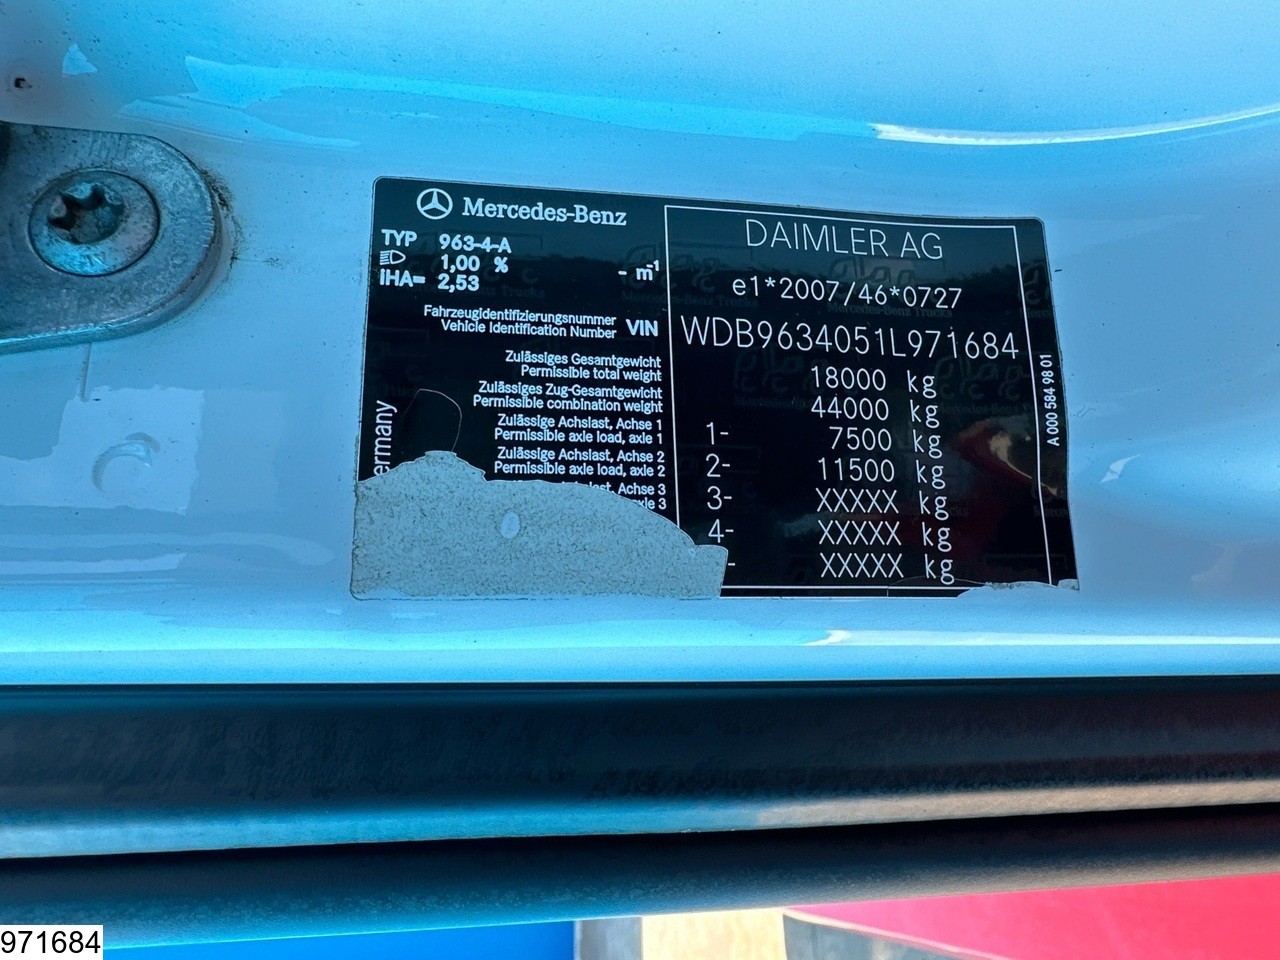 Mercedes-Benz
TYP 963-4-A
1,00 % - m⁻¹
IHA= 2,53
DAIMLER AG
e1*2007/46*0727
Fahrzeugidentifizierungsnummer
Vehicle Identification Number VIN WDB9634051L971684
Zulässiges Gesamtgewicht
Permissible total weight 18000 kg
Zulässiges Zug-Gesamtgewicht
Permissible combination weight 44000 kg
Zulässige Achslast, Achse 1
Permissible axle load, axle 1 1- 7500 kg
Zulässige Achslast, Achse 2
Permissible axle load, axle 2 2- 11500 kg
Achse 3
3 3- XXXXX kg
4- XXXXX kg
- XXXXX kg
ermany
A 000 584 98 01
971684